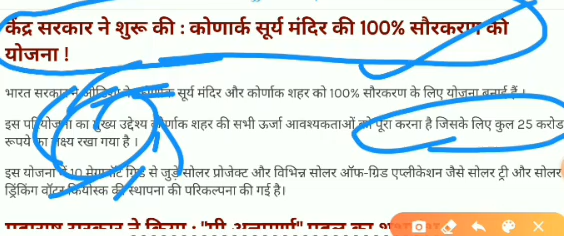 केंद्र सरकार ने शुरू की : कोणार्क सूर्य मंदिर की 100% सौरकरण की
योजना !
भारत सरकार ने ओडिशा के कोणार्क सूर्य मंदिर और कोर्णाक शहर को 100% सौरकरण के लिए योजना बनाई हैं ।
इस परियोजना का मुख्य उद्देश्य कोर्णाक शहर की सभी ऊर्जा आवश्यकताओं को पूरा करना है जिसके लिए कुल 25 करोड
रूपये का लक्ष्य रखा गया है ।
इस योजना में 10 मेगावॉट ग्रिड से जुड़े सोलर प्रोजेक्ट और विभिन्न सोलर ऑफ-ग्रिड एप्लीकेशन जैसे सोलर ट्री और सोलर
ड्रिंकिंग वॉटर कियोस्क की स्थापना की परिकल्पना की गई है।